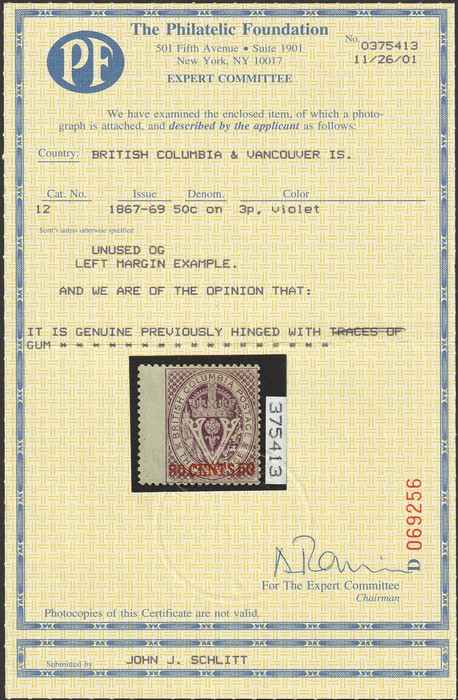 PF
The Philatelic Foundation
501 Fifth Avenue • Suite 1901
New York, NY 10017
EXPERT COMMITTEE
No. 0375413
11/26/01
We have examined the enclosed item, of which a photo-
graph is attached, and described by the applicant as follows:
Country: BRITISH COLUMBIA & VANCOUVER IS.
Cat. No. Issue Denom. Color
12 1867-69 50c on 3p, violet
Scott's unless otherwise specified
UNUSED OG
LEFT MARGIN EXAMPLE.
AND WE ARE OF THE OPINION THAT:
IT IS GENUINE PREVIOUSLY HINGED WITH TRACES OF
GUM * * * * * * * * * * * * * * * * *
BRITISH COLUMBIA POSTAGE
V
CENTS 50
375413
D 069256
For The Expert Committee
Chairman
Photocopies of this Certificate are not valid.
Submitted by JOHN J. SCHLITT